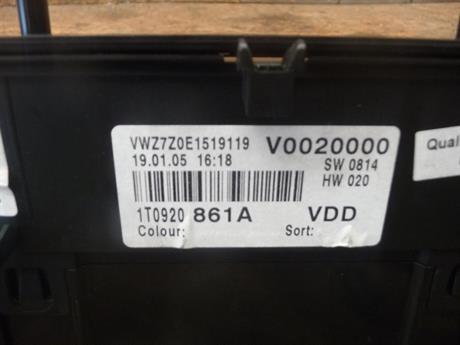 VWZ7Z0E1519119 V0020000
19.01.05 16:18 SW 0814
HW 020
1T0920 861A VDD
Colour: Sort:
Qual